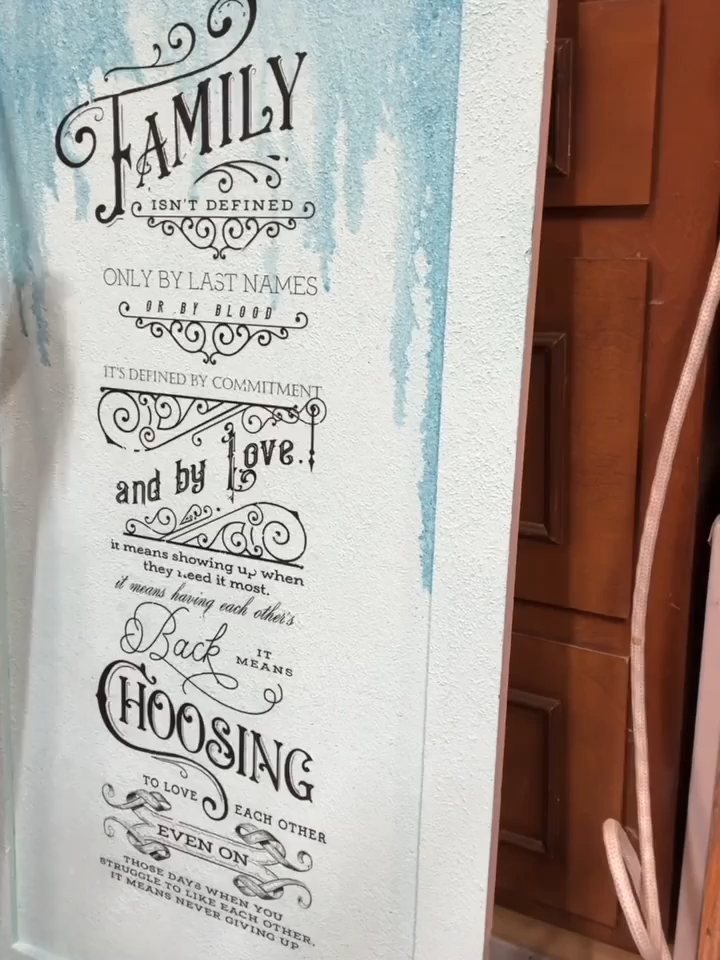 FAMILY
ISN'T DEFINED
ONLY BY LAST NAMES
OR BY BLOOD
IT'S DEFINED BY COMMITMENT
and by Love.
it means showing up when
they need it most.
it means having each other's
Back IT
MEANS
CHOOSING
TO LOVE EACH OTHER
EVEN ON
THOSE DAYS WHEN YOU
STRUGGLE TO LIKE EACH OTHER.
IT MEANS NEVER GIVING UP